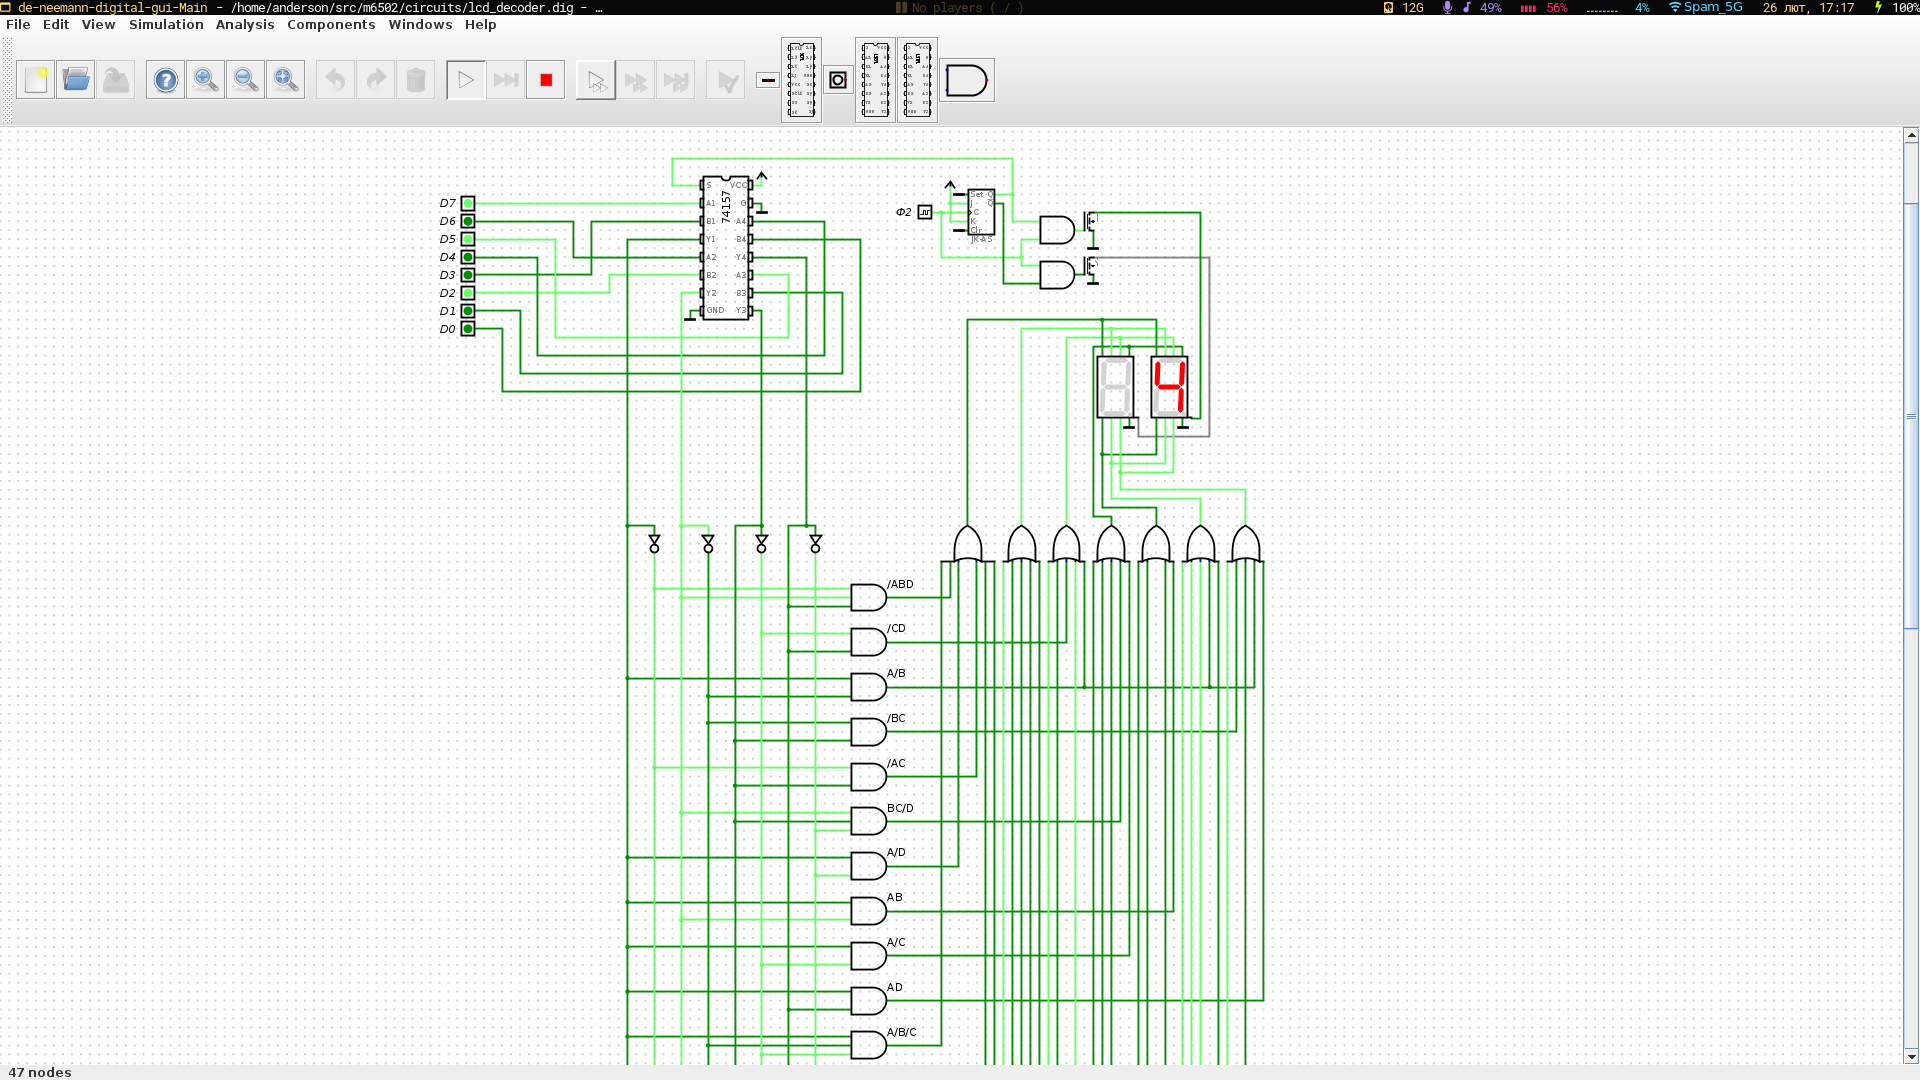 de-neemann-digital-gui-Main - /home/anderson/src/m6502/circuits/lcd_decoder.dig - …
No players ( / )
12G 49% 56% 4% Spam_5G 26 лют, 17:17 100%
File Edit View Simulation Analysis Components Windows Help
D7
D6
D5
D4
D3
D2
D1
D0
S VCC
A1 G
B1 A4
Y1 B4
A2 Y4
B2 A3
Y2 B3
GND Y3
74157
Φ2
Set Q
J Q
C
K
Clr
JK-AS
/ABD
/CD
A/B
/BC
/AC
BC/D
A/D
AB
A/C
AD
A/B/C
47 nodes